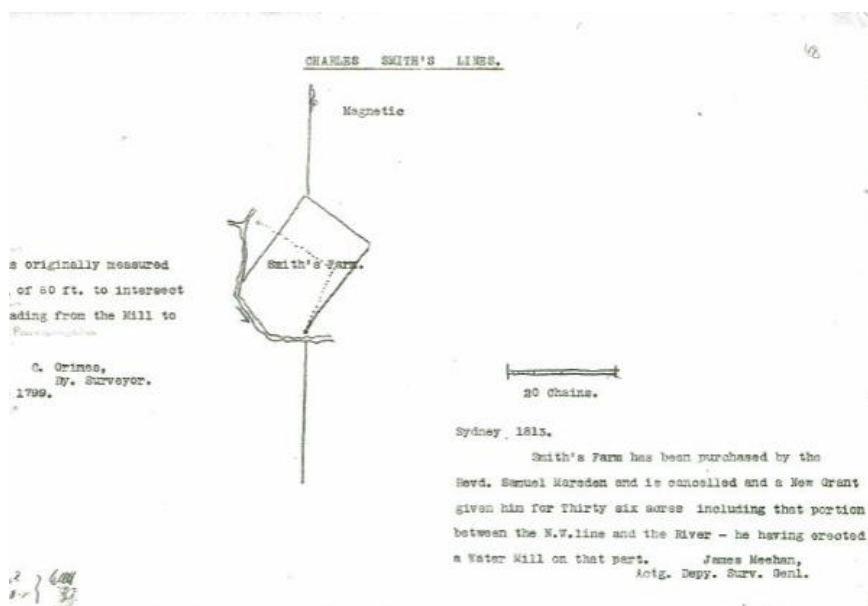 48
CHARLES SMITH'S LINES.
Magnetic
s originally measured
of 80 ft. to intersect
ading from the Mill to
Smith's Farm.
C. Grimes,
Dy. Surveyor.
1799.
20 Chains.
Sydney 1813.
Smith's Farm has been purchased by the
Revd. Samuel Marsden and is cancelled and a New Grant
given him for Thirty six acres including that portion
between the N.W.line and the River - he having erected
a Water Mill on that part. James Meehan,
Actg. Depy. Surv. Genl.